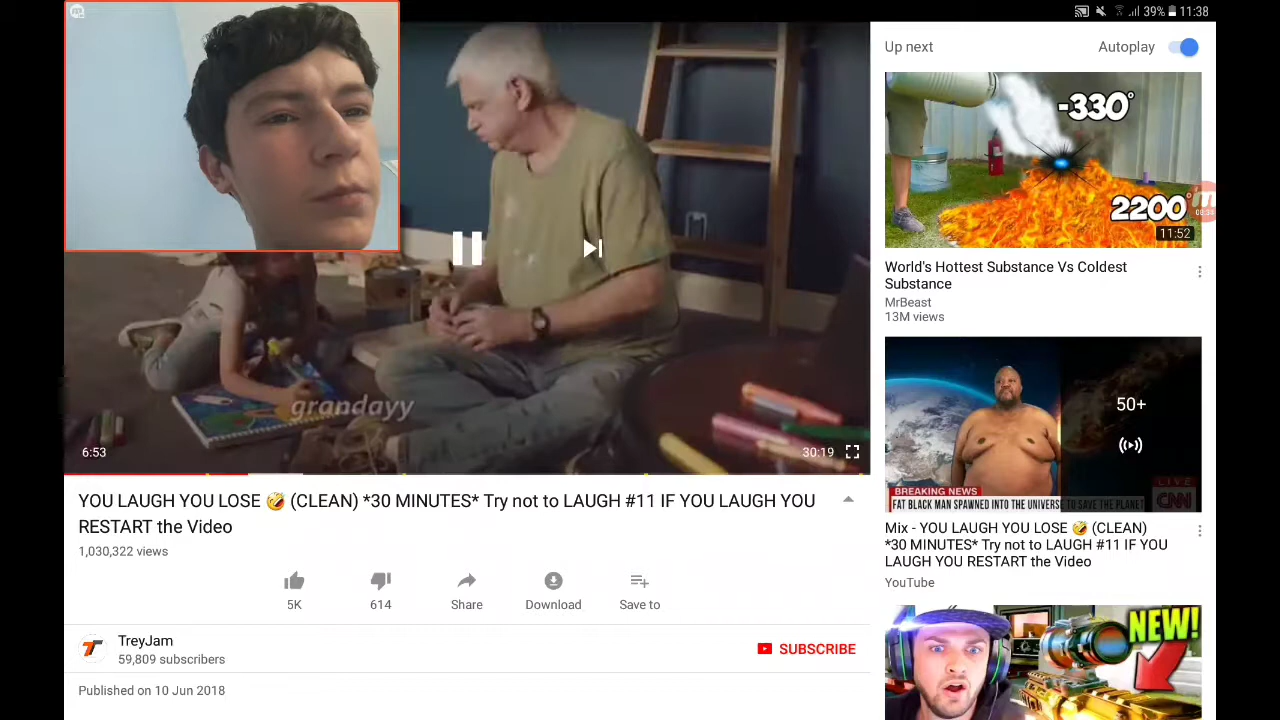 39% 11:38
Up next
Autoplay
-330°
2200°
11:52
08:34
World's Hottest Substance Vs Coldest
Substance
MrBeast
13M views
grandayy
6:53
30:19
YOU LAUGH YOU LOSE 🤣 (CLEAN) *30 MINUTES* Try not to LAUGH #11 IF YOU LAUGH YOU
RESTART the Video
1,030,322 views
5K
614
Share
Download
Save to
TreyJam
59,809 subscribers
SUBSCRIBE
Published on 10 Jun 2018
50+
LIVE
BREAKING NEWS
CNN
FAT BLACK MAN SPAWNED INTO THE UNIVERSE TO SAVE THE PLANET
Mix - YOU LAUGH YOU LOSE 🤣 (CLEAN)
*30 MINUTES* Try not to LAUGH #11 IF YOU
LAUGH YOU RESTART the Video
YouTube
NEW!